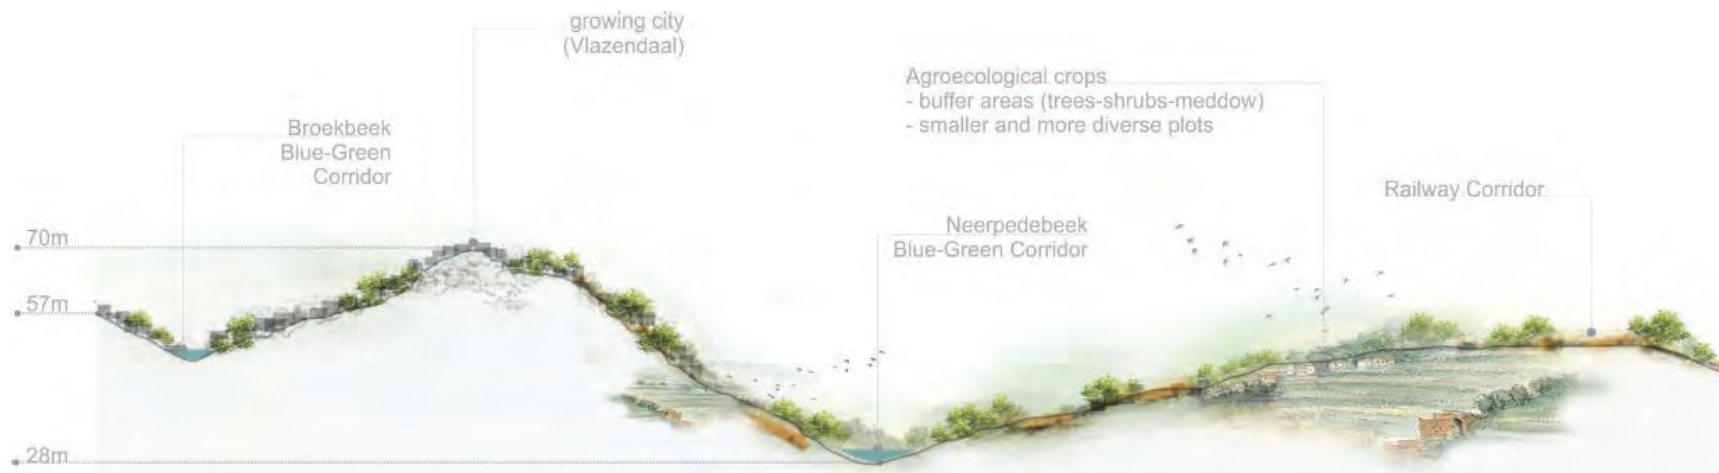 growing city
(Vlazendaal)
Agroecological crops
- buffer areas (trees-shrubs-meddow)
- smaller and more diverse plots
Broekbeek
Blue-Green
Corridor
Railway Corridor
Neerpedebeek
Blue-Green Corridor
70m
57m
28m